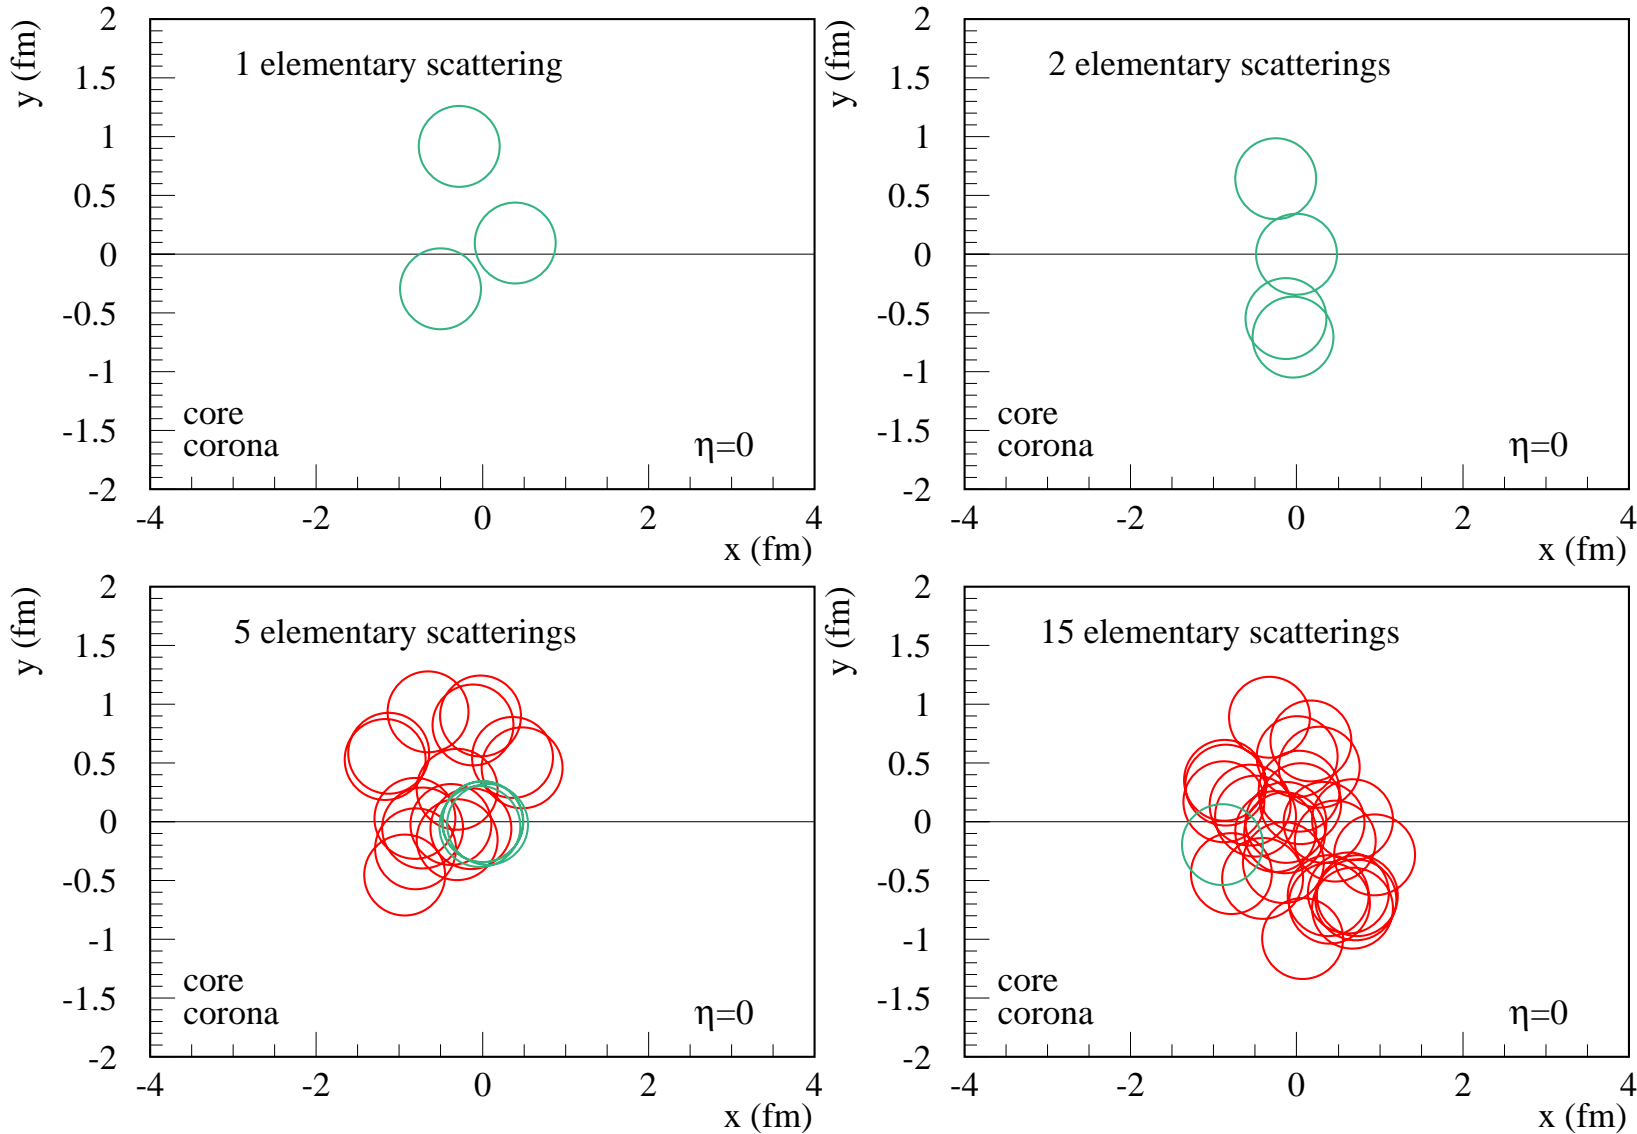 y (fm)
2
1 elementary scattering
1.5
1
0.5
0
-0.5
-1
core
-1.5
corona
η=0
-2
-4
-2
0
2
4
x (fm)
y (fm)
2
2 elementary scatterings
1.5
1
0.5
0
-0.5
-1
core
-1.5
corona
η=0
-2
-4
-2
0
2
4
x (fm)
y (fm)
2
5 elementary scatterings
1.5
1
0.5
0
-0.5
-1
core
-1.5
corona
η=0
-2
-4
-2
0
2
4
x (fm)
y (fm)
2
15 elementary scatterings
1.5
1
0.5
0
-0.5
-1
core
-1.5
corona
η=0
-2
-4
-2
0
2
4
x (fm)